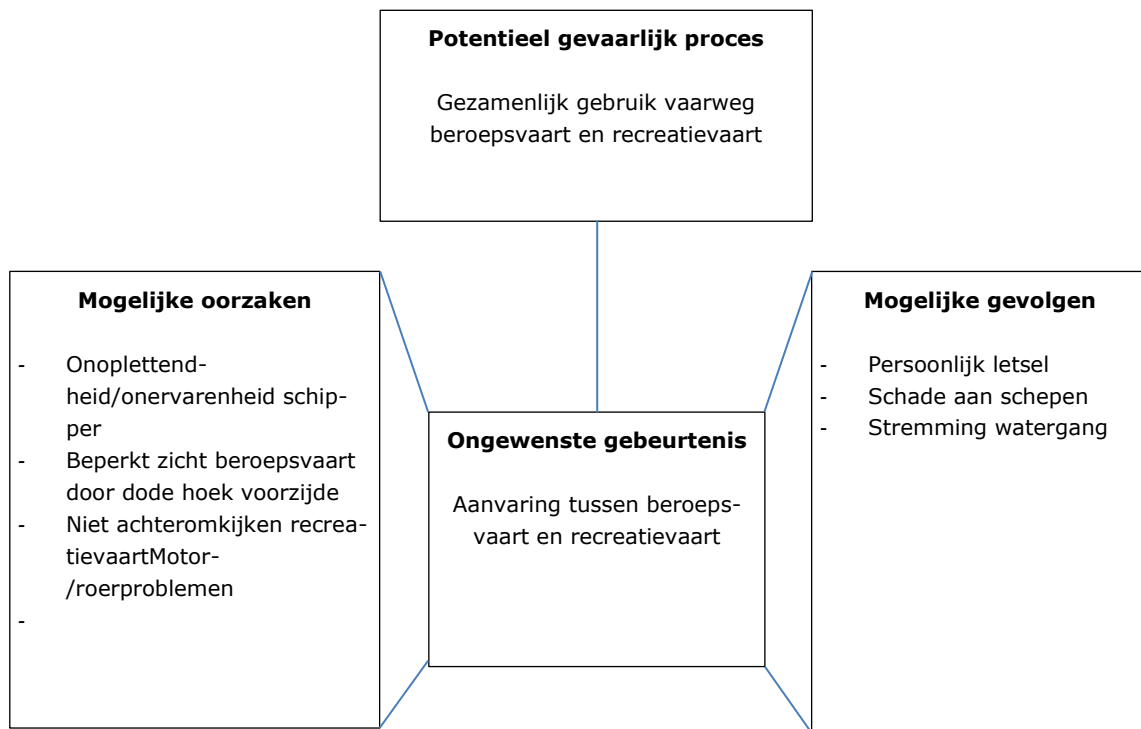 Potentieel gevaarlijk proces
Gezamenlijk gebruik vaarweg
beroepsvaart en recreatievaart
Mogelijke oorzaken
- Onoplettend-
heid/onervarenheid schip-
per
- Beperkt zicht beroepsvaart
door dode hoek voorzijde
- Niet achteromkijken recrea-
tievaartMotor-
/roerproblemen
-
Ongewenste gebeurtenis
Aanvaring tussen beroeps-
vaart en recreatievaart
Mogelijke gevolgen
- Persoonlijk letsel
- Schade aan schepen
- Stremming watergang